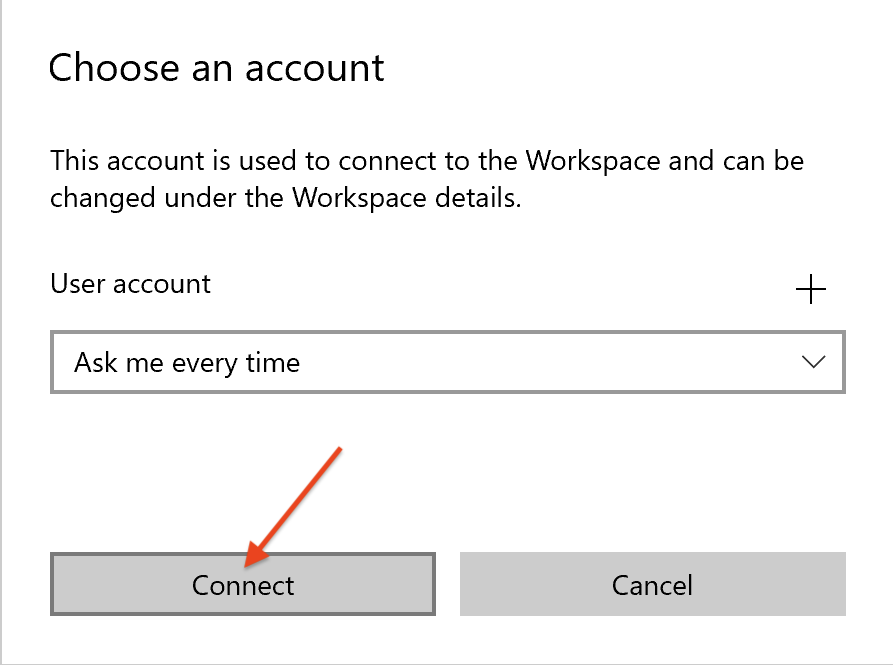 Choose an account
This account is used to connect to the Workspace and can be
changed under the Workspace details.
User account
Ask me every time
Connect
Cancel